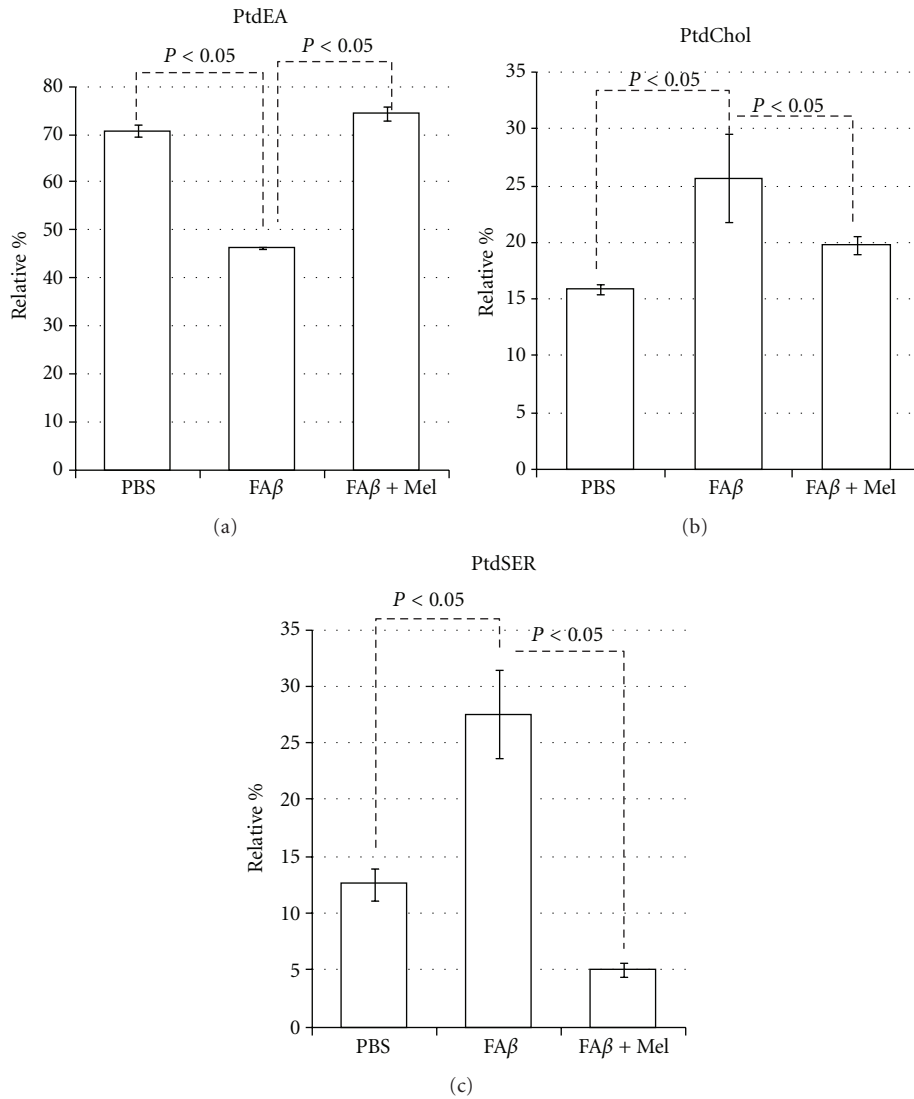 PtdEA
P < 0.05
P < 0.05
80
70
60
50
40
30
20
10
0
Relative %
PBS
FAβ
FAβ + Mel
(a)
PtdChol
35
P < 0.05
P < 0.05
30
25
20
15
10
5
0
Relative %
PBS
FAβ
FAβ + Mel
(b)
PtdSER
P < 0.05
35
P < 0.05
30
25
20
15
10
5
0
Relative %
PBS
FAβ
FAβ + Mel
(c)